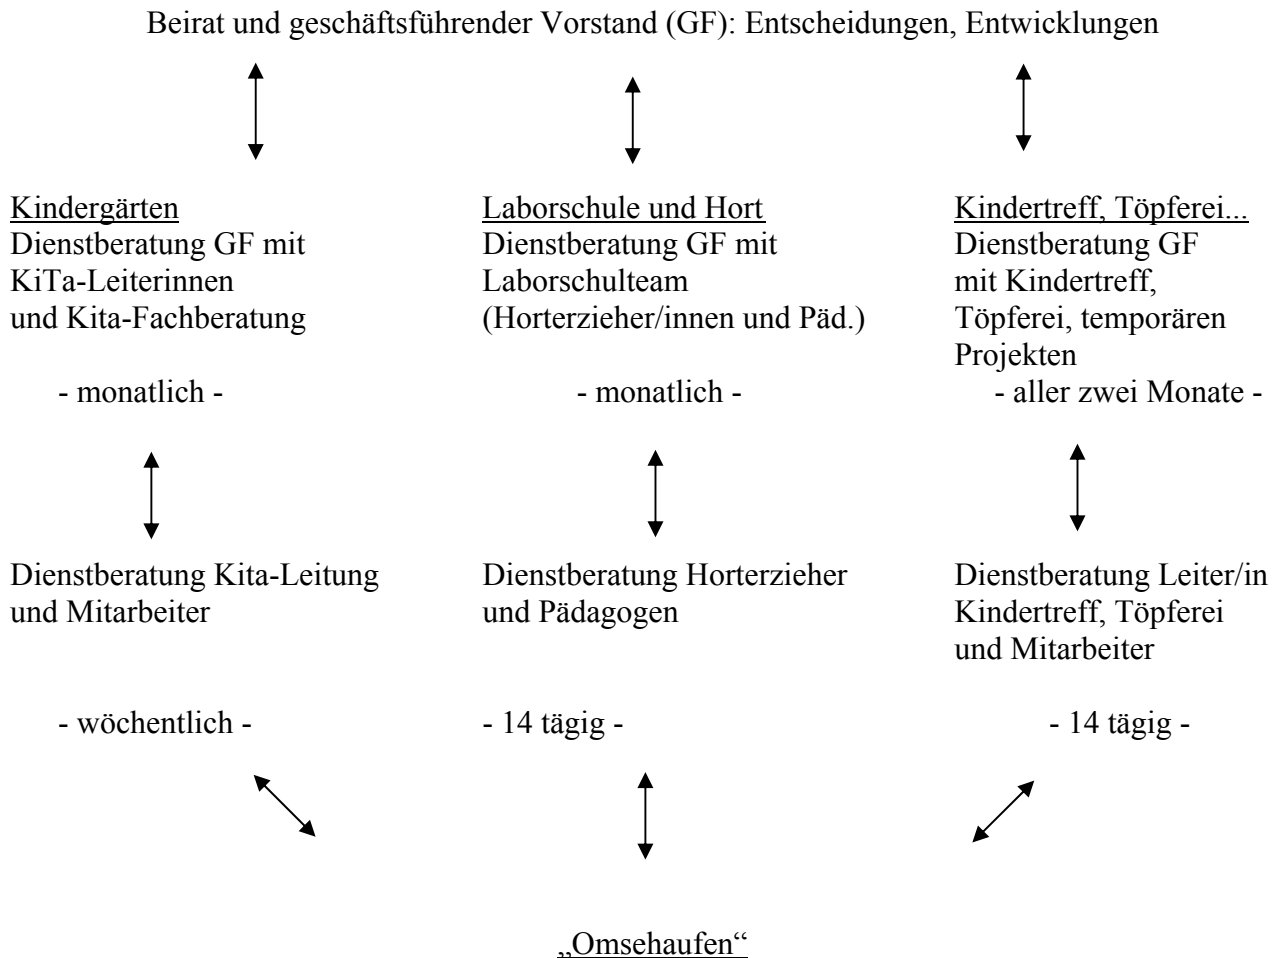 Beirat und geschäftsführender Vorstand (GF): Entscheidungen, Entwicklungen
Kindergärten
Dienstberatung GF mit
KiTa-Leiterinnen
und Kita-Fachberatung
- monatlich -
Laborschule und Hort
Dienstberatung GF mit
Laborschulteam
(Horterzieher/innen und Päd.)
- monatlich -
Kindertreff, Töpferei...
Dienstberatung GF
mit Kindertreff,
Töpferei, temporären
Projekten
- aller zwei Monate -
Dienstberatung Kita-Leitung
und Mitarbeiter
- wöchentlich -
Dienstberatung Horterzieher
und Pädagogen
- 14 tägig -
Dienstberatung Leiter/in
Kindertreff, Töpferei
und Mitarbeiter
- 14 tägig -
„Omsehaufen“